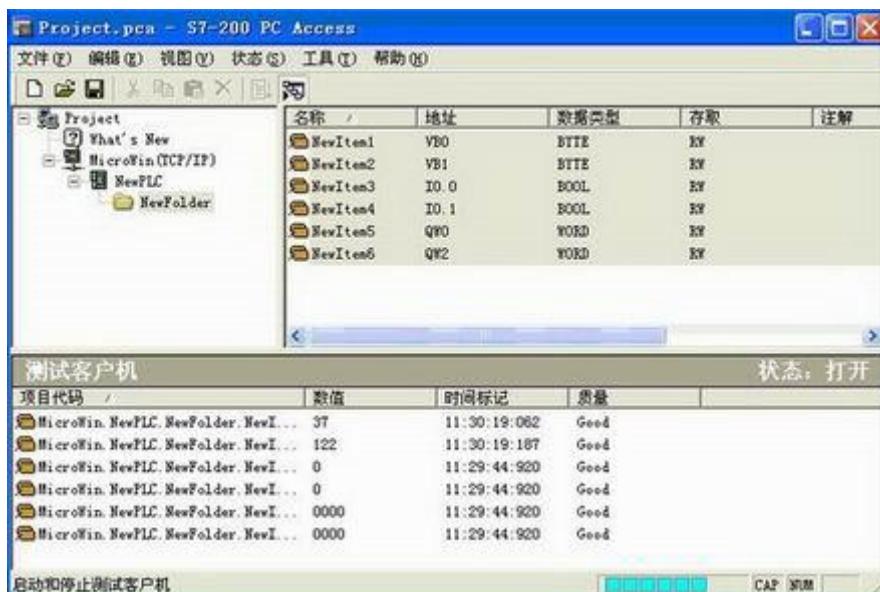 Project.pca - S7-200 PC Access
文件(F) 编辑(E) 视图(V) 状态(S) 工具(T) 帮助(H)
Project
What's New
MicroWin(TCP/IP)
NewPLC
NewFolder
名称 地址 数据类型 存取 注解
NewItem1 VB0 BYTE RW
NewItem2 VB1 BYTE RW
NewItem3 I0.0 BOOL RW
NewItem4 I0.1 BOOL RW
NewItem5 QW0 WORD RW
NewItem6 QW2 WORD RW
测试客户机 状态：打开
项目代码 数值 时间标记 质量
MicroWin.NewPLC.NewFolder.NewI... 37 11:30:19:062 Good
MicroWin.NewPLC.NewFolder.NewI... 122 11:30:19:187 Good
MicroWin.NewPLC.NewFolder.NewI... 0 11:29:44:920 Good
MicroWin.NewPLC.NewFolder.NewI... 0 11:29:44:920 Good
MicroWin.NewPLC.NewFolder.NewI... 0000 11:29:44:920 Good
MicroWin.NewPLC.NewFolder.NewI... 0000 11:29:44:920 Good
启动和停止测试客户机 CAP NUM